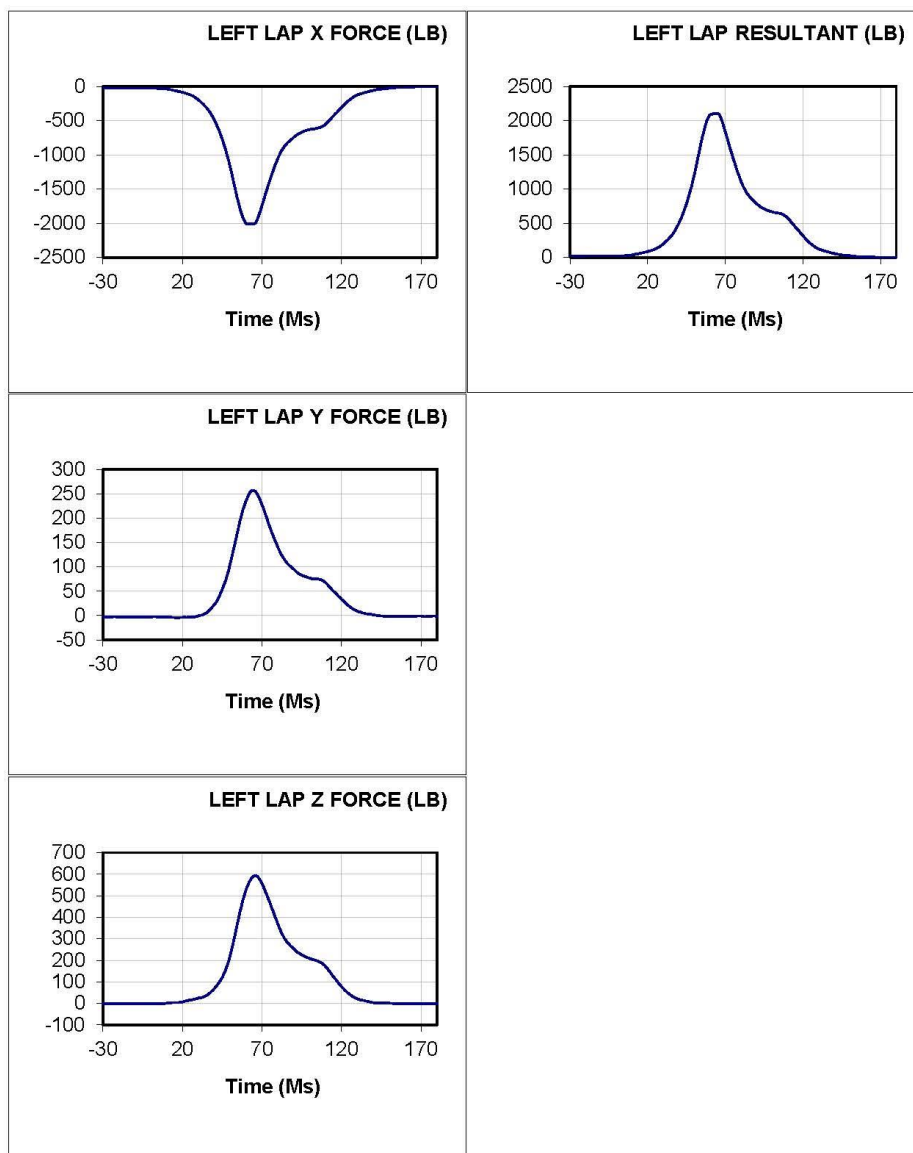 LEFT LAP X FORCE (LB)
0
-500
-1000
-1500
-2000
-2500
-30 20 70 120 170
Time (Ms)
LEFT LAP RESULTANT (LB)
2500
2000
1500
1000
500
0
-30 20 70 120 170
Time (Ms)
LEFT LAP Y FORCE (LB)
300
250
200
150
100
50
0
-50
-30 20 70 120 170
Time (Ms)
LEFT LAP Z FORCE (LB)
700
600
500
400
300
200
100
0
-100
-30 20 70 120 170
Time (Ms)